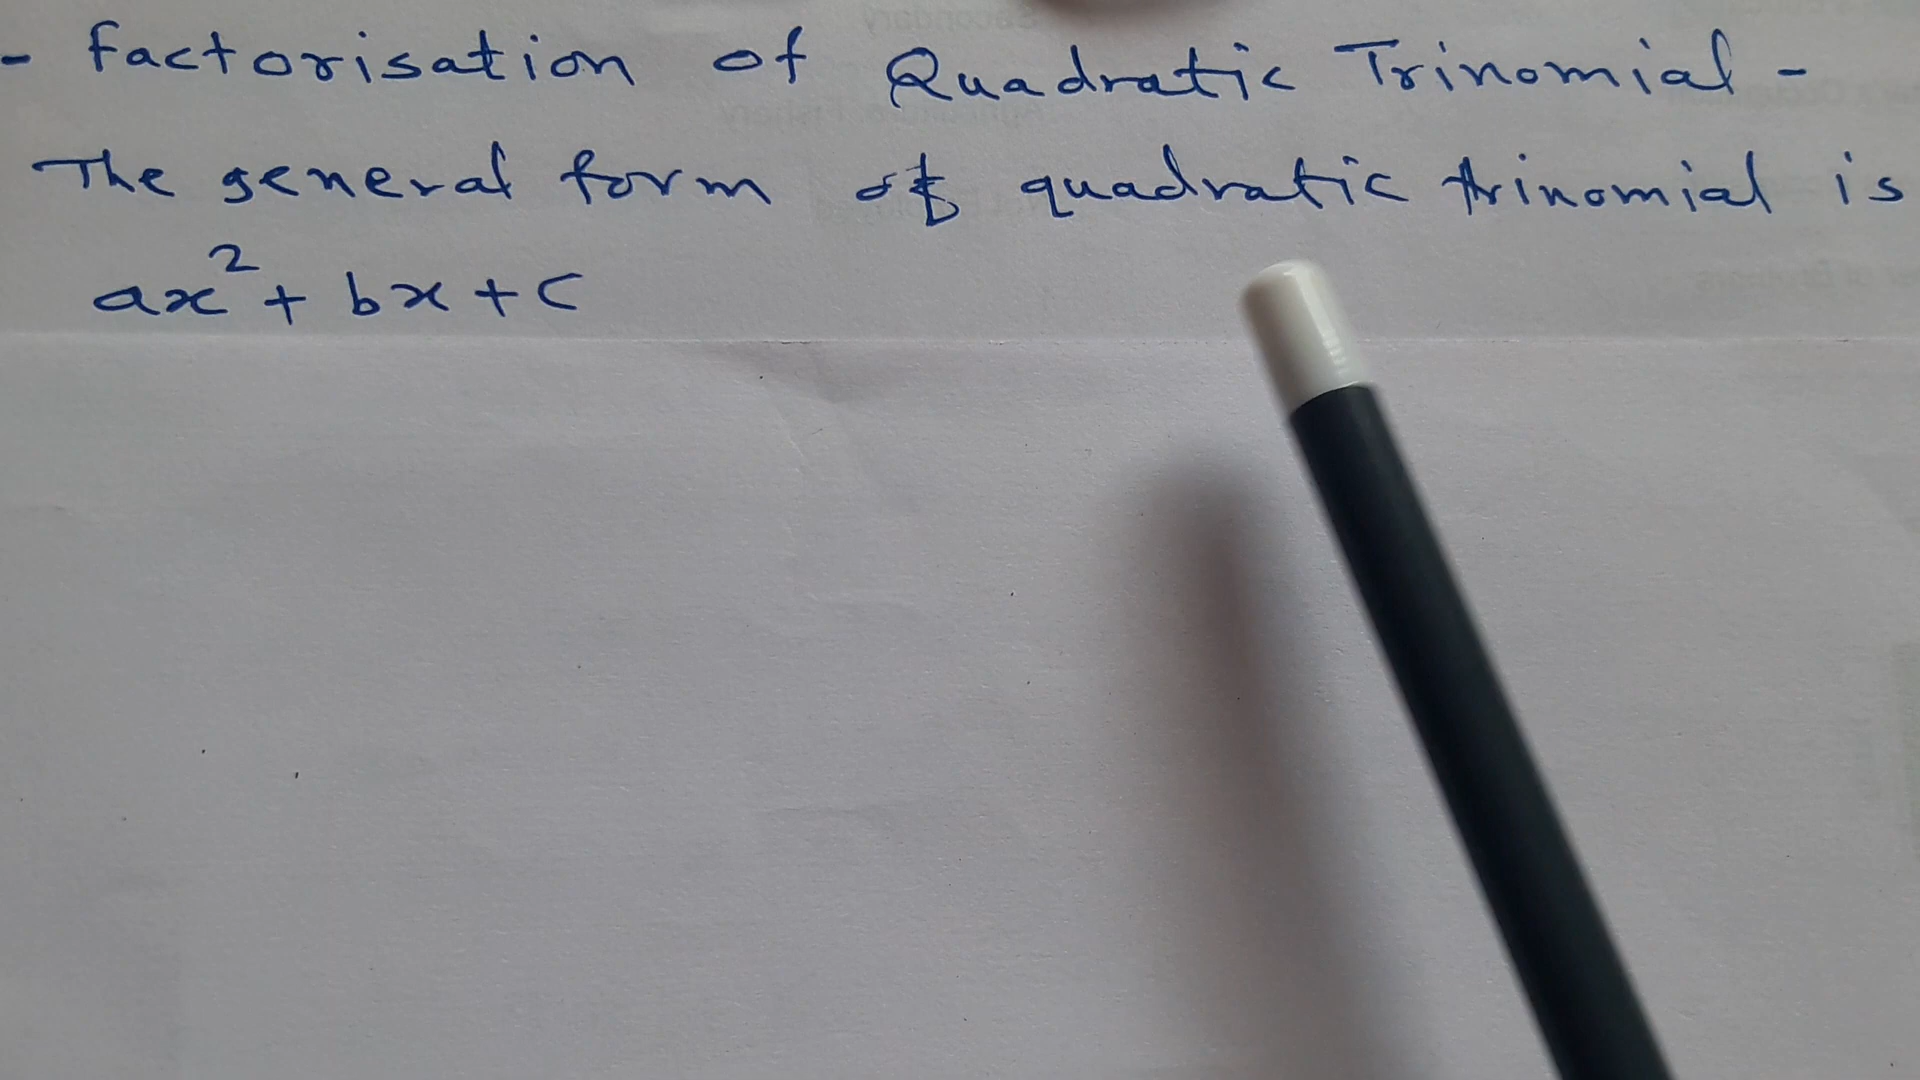 - Factorisation of Quadratic Trinomial -
The general form of quadratic trinomial is
ax² + bx + c